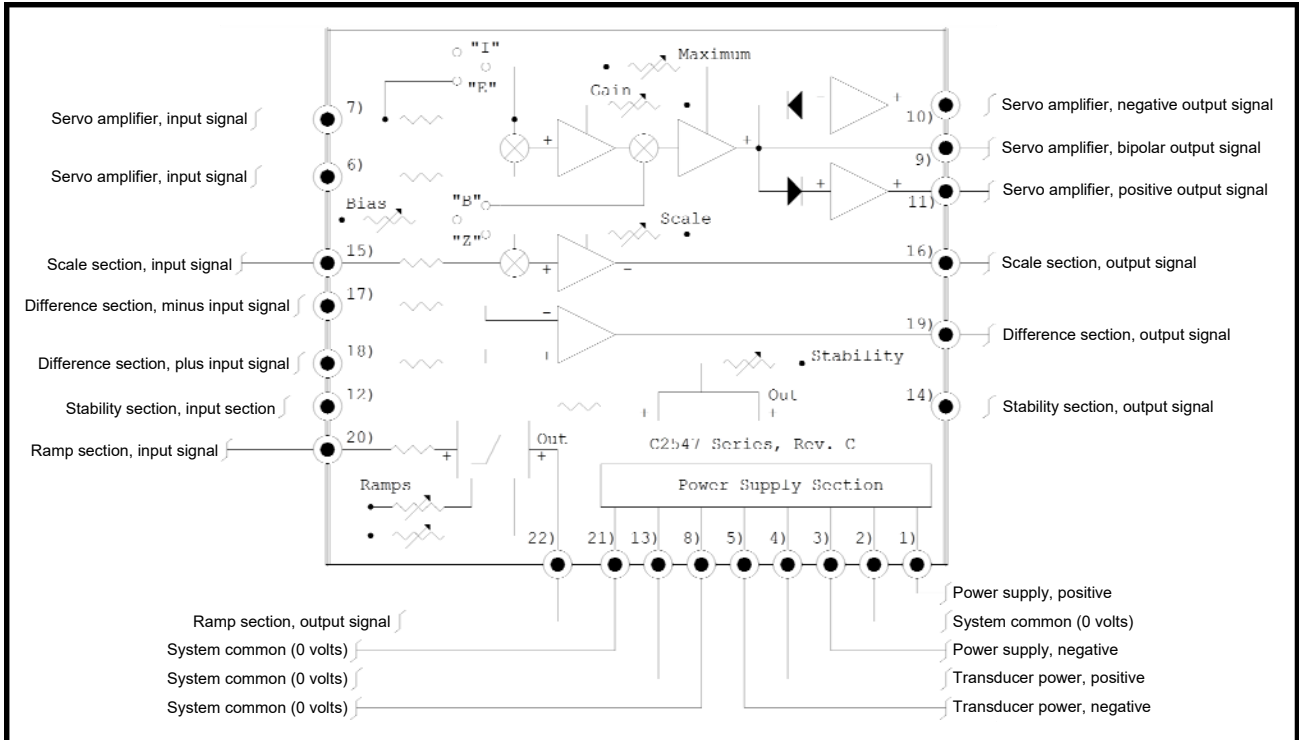 "I"
Maximum
"E"
Gain
Servo amplifier, input signal
7)
10)
Servo amplifier, negative output signal
+
-
+
+
9)
Servo amplifier, bipolar output signal
Servo amplifier, input signal
6)
+
+
11)
Servo amplifier, positive output signal
Bias
"B"
Scale
"Z"
Scale section, input signal
15)
+
-
16)
Scale section, output signal
Difference section, minus input signal
17)
-
19)
Difference section, output signal
Difference section, plus input signal
18)
Stability
Stability section, input section
12)
Out
14)
Stability section, output signal
Ramp section, input signal
20)
+
Out
+
C2547 Series, Rev. C
Ramps
Power Supply Section
22)
21)
13)
8)
5)
4)
3)
2)
1)
Power supply, positive
Ramp section, output signal
System common (0 volts)
System common (0 volts)
Power supply, negative
System common (0 volts)
Transducer power, positive
System common (0 volts)
Transducer power, negative